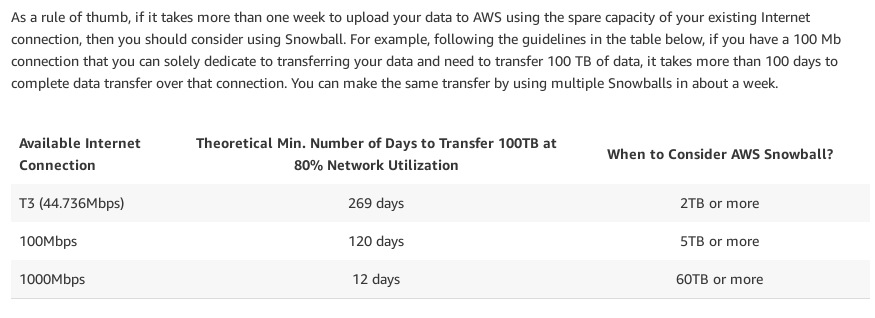 As a rule of thumb, if it takes more than one week to upload your data to AWS using the spare capacity of your existing Internet
connection, then you should consider using Snowball. For example, following the guidelines in the table below, if you have a 100 Mb
connection that you can solely dedicate to transferring your data and need to transfer 100 TB of data, it takes more than 100 days to
complete data transfer over that connection. You can make the same transfer by using multiple Snowballs in about a week.
Available Internet Connection
Theoretical Min. Number of Days to Transfer 100TB at
80% Network Utilization
When to Consider AWS Snowball?
T3 (44.736Mbps) 269 days 2TB or more
100Mbps 120 days 5TB or more
1000Mbps 12 days 60TB or more